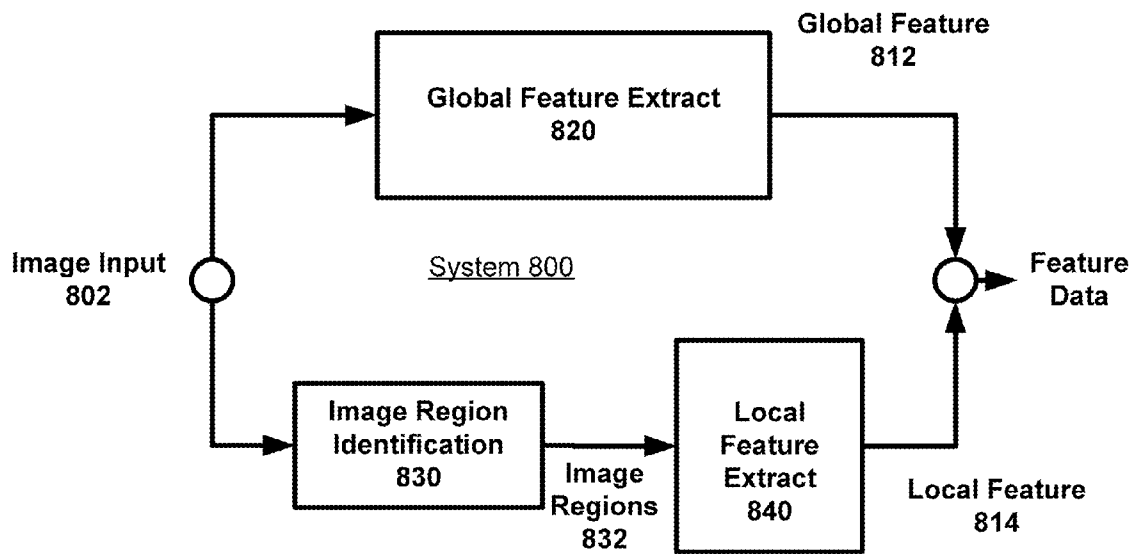 Global Feature
812
Global Feature Extract
820
Image Input
802
System 800
Feature
Data
Image Region
Identification
830
Image
Regions
832
Local
Feature
Extract
840
Local Feature
814